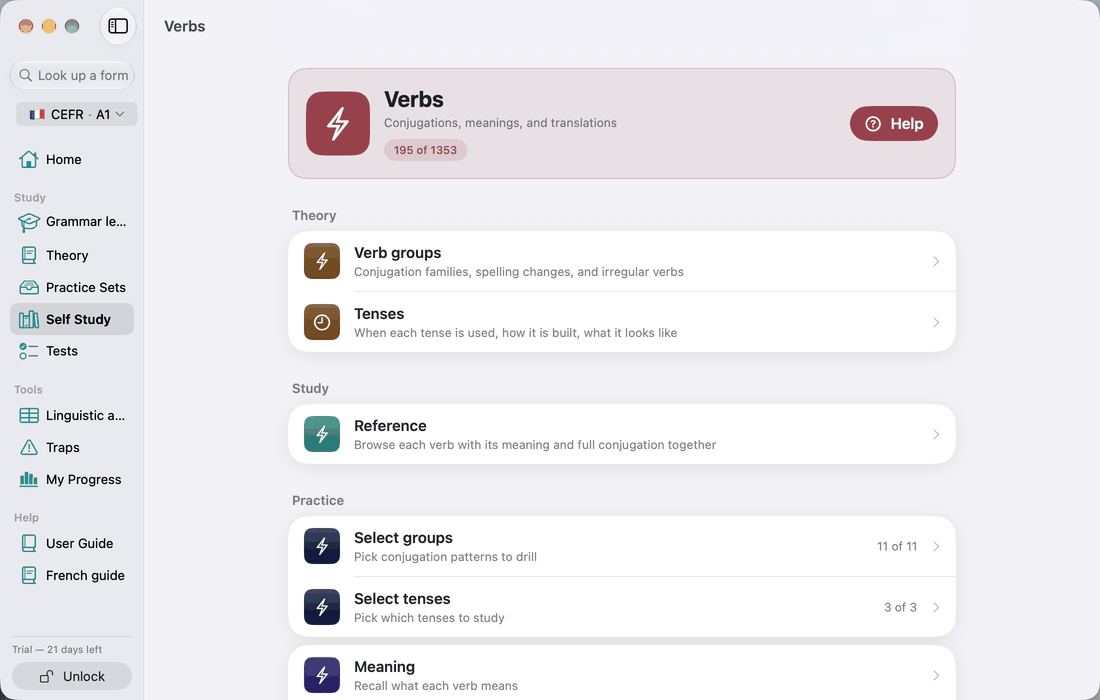 Verbs
Look up a form
CEFR · A1
Home
Study
Grammar le...
Theory
Practice Sets
Self Study
Tests
Tools
Linguistic a...
Traps
My Progress
Help
User Guide
French guide
Trial — 21 days left
Unlock
Verbs
Conjugations, meanings, and translations
195 of 1353
Help
Theory
Verb groups
Conjugation families, spelling changes, and irregular verbs
Tenses
When each tense is used, how it is built, what it looks like
Study
Reference
Browse each verb with its meaning and full conjugation together
Practice
Select groups
Pick conjugation patterns to drill
11 of 11
Select tenses
Pick which tenses to study
3 of 3
Meaning
Recall what each verb means